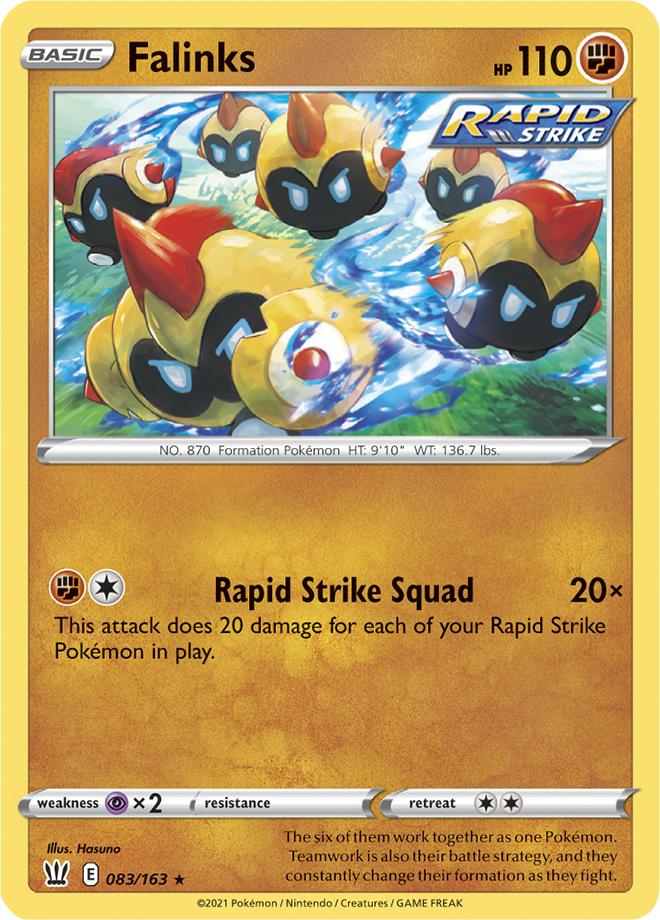 BASIC Falinks HP 110
RAPID
STRIKE
NO. 870 Formation Pokémon HT: 9'10" WT: 136.7 lbs.
Rapid Strike Squad 20×
This attack does 20 damage for each of your Rapid Strike
Pokémon in play.
weakness ×2 resistance retreat
Illus. Hasuno
E 083/163 ★
The six of them work together as one Pokémon.
Teamwork is also their battle strategy, and they
constantly change their formation as they fight.
©2021 Pokémon / Nintendo / Creatures / GAME FREAK